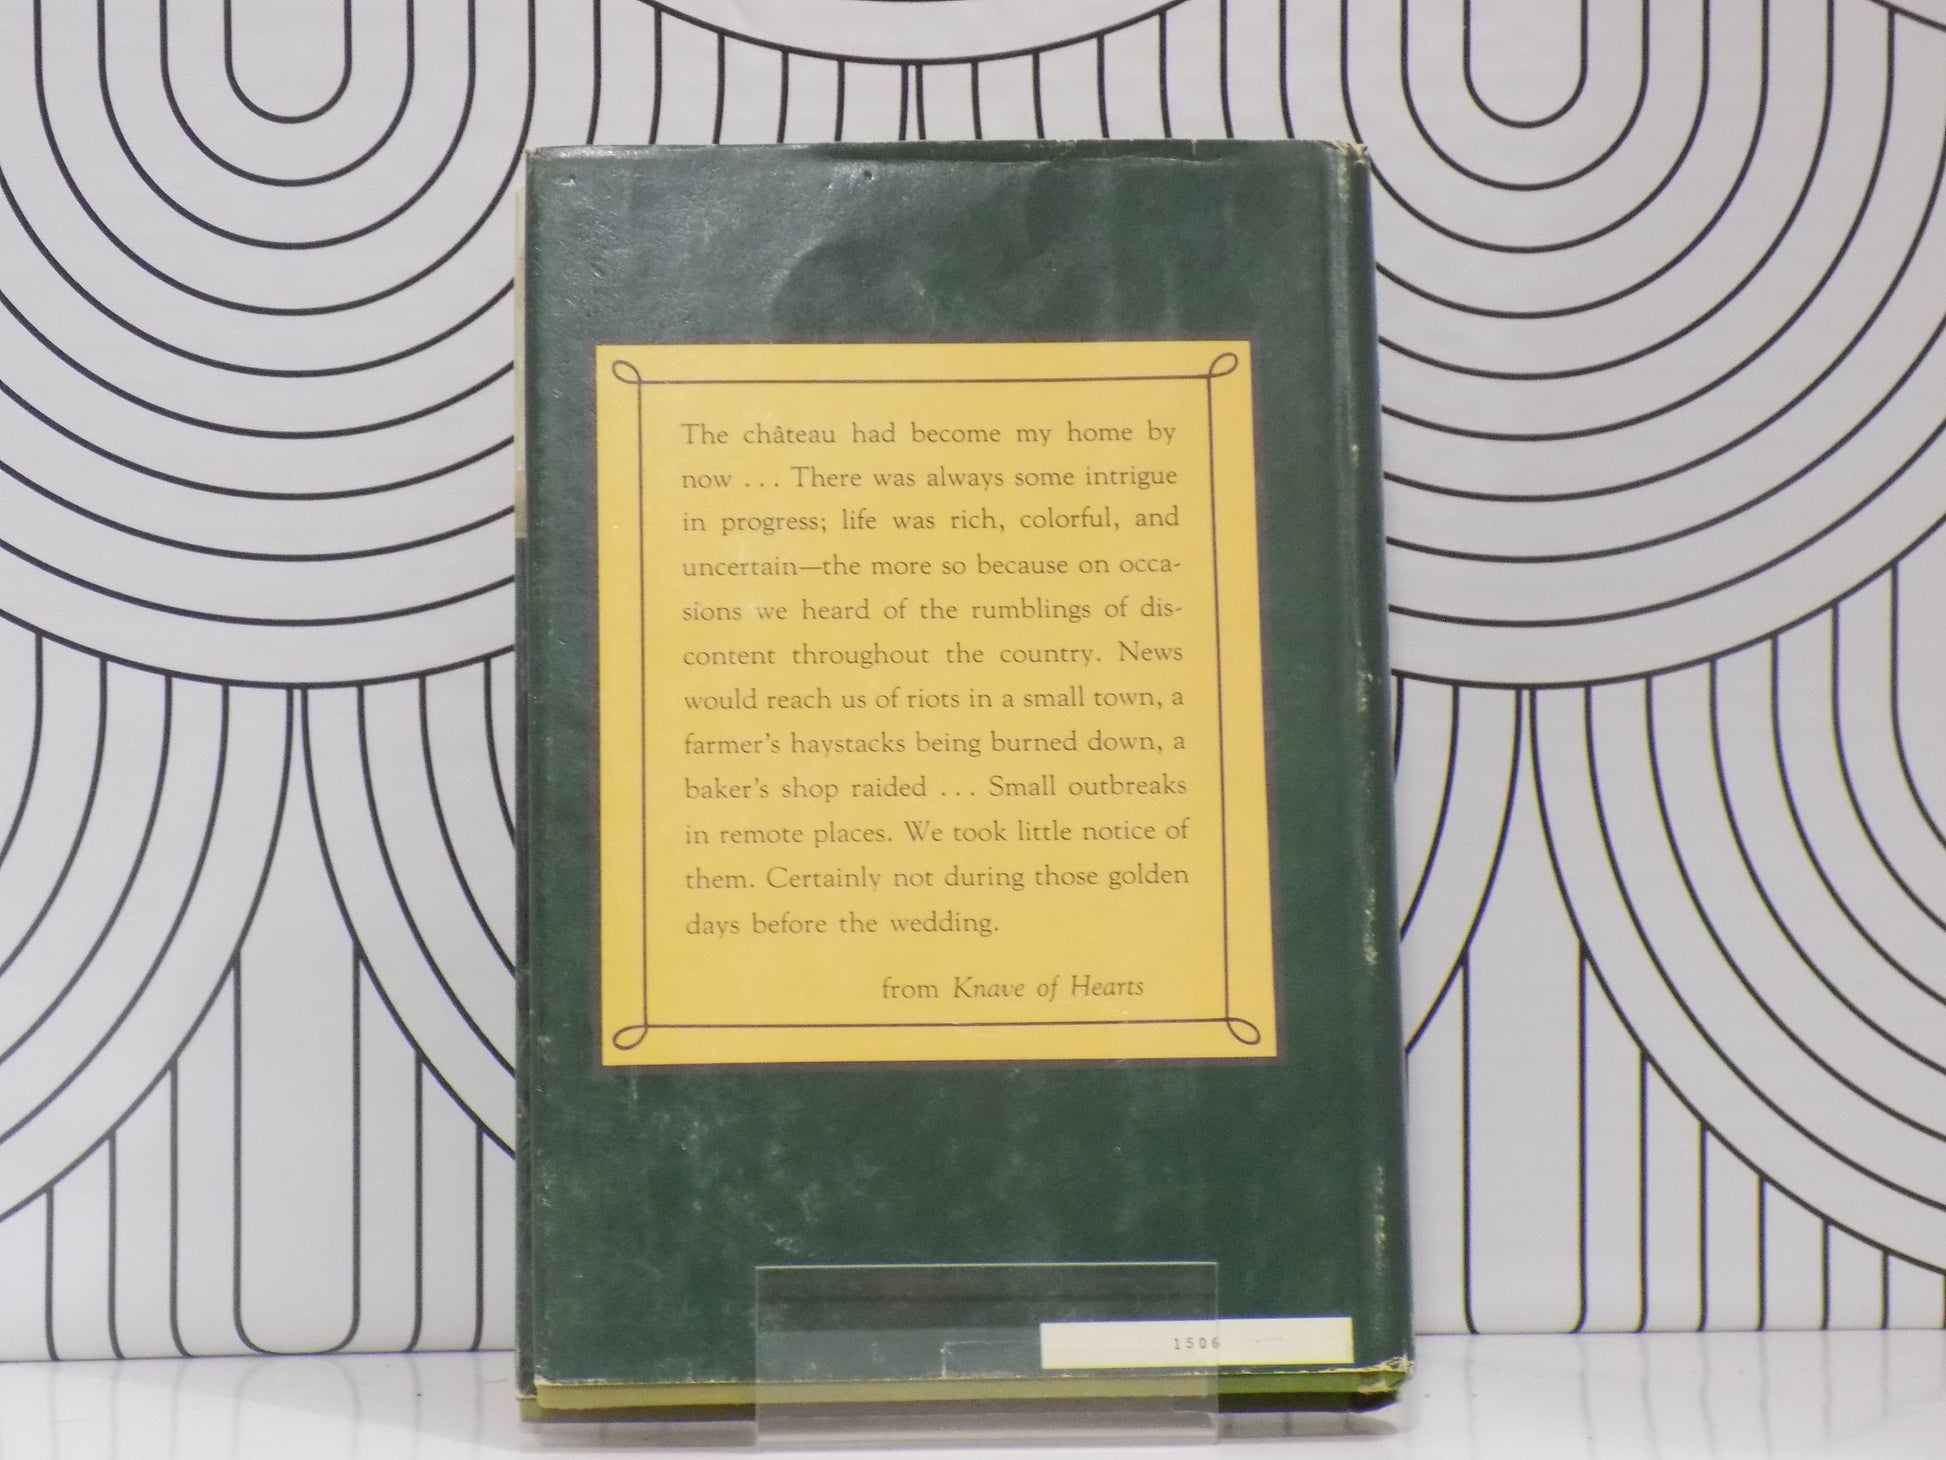 The château had become my home by
now . . . There was always some intrigue
in progress; life was rich, colorful, and
uncertain—the more so because on occa-
sions we heard of the rumblings of dis-
content throughout the country. News
would reach us of riots in a small town, a
farmer's haystacks being burned down, a
baker's shop raided . . . Small outbreaks
in remote places. We took little notice of
them. Certainly not during those golden
days before the wedding.
from Knave of Hearts
1506